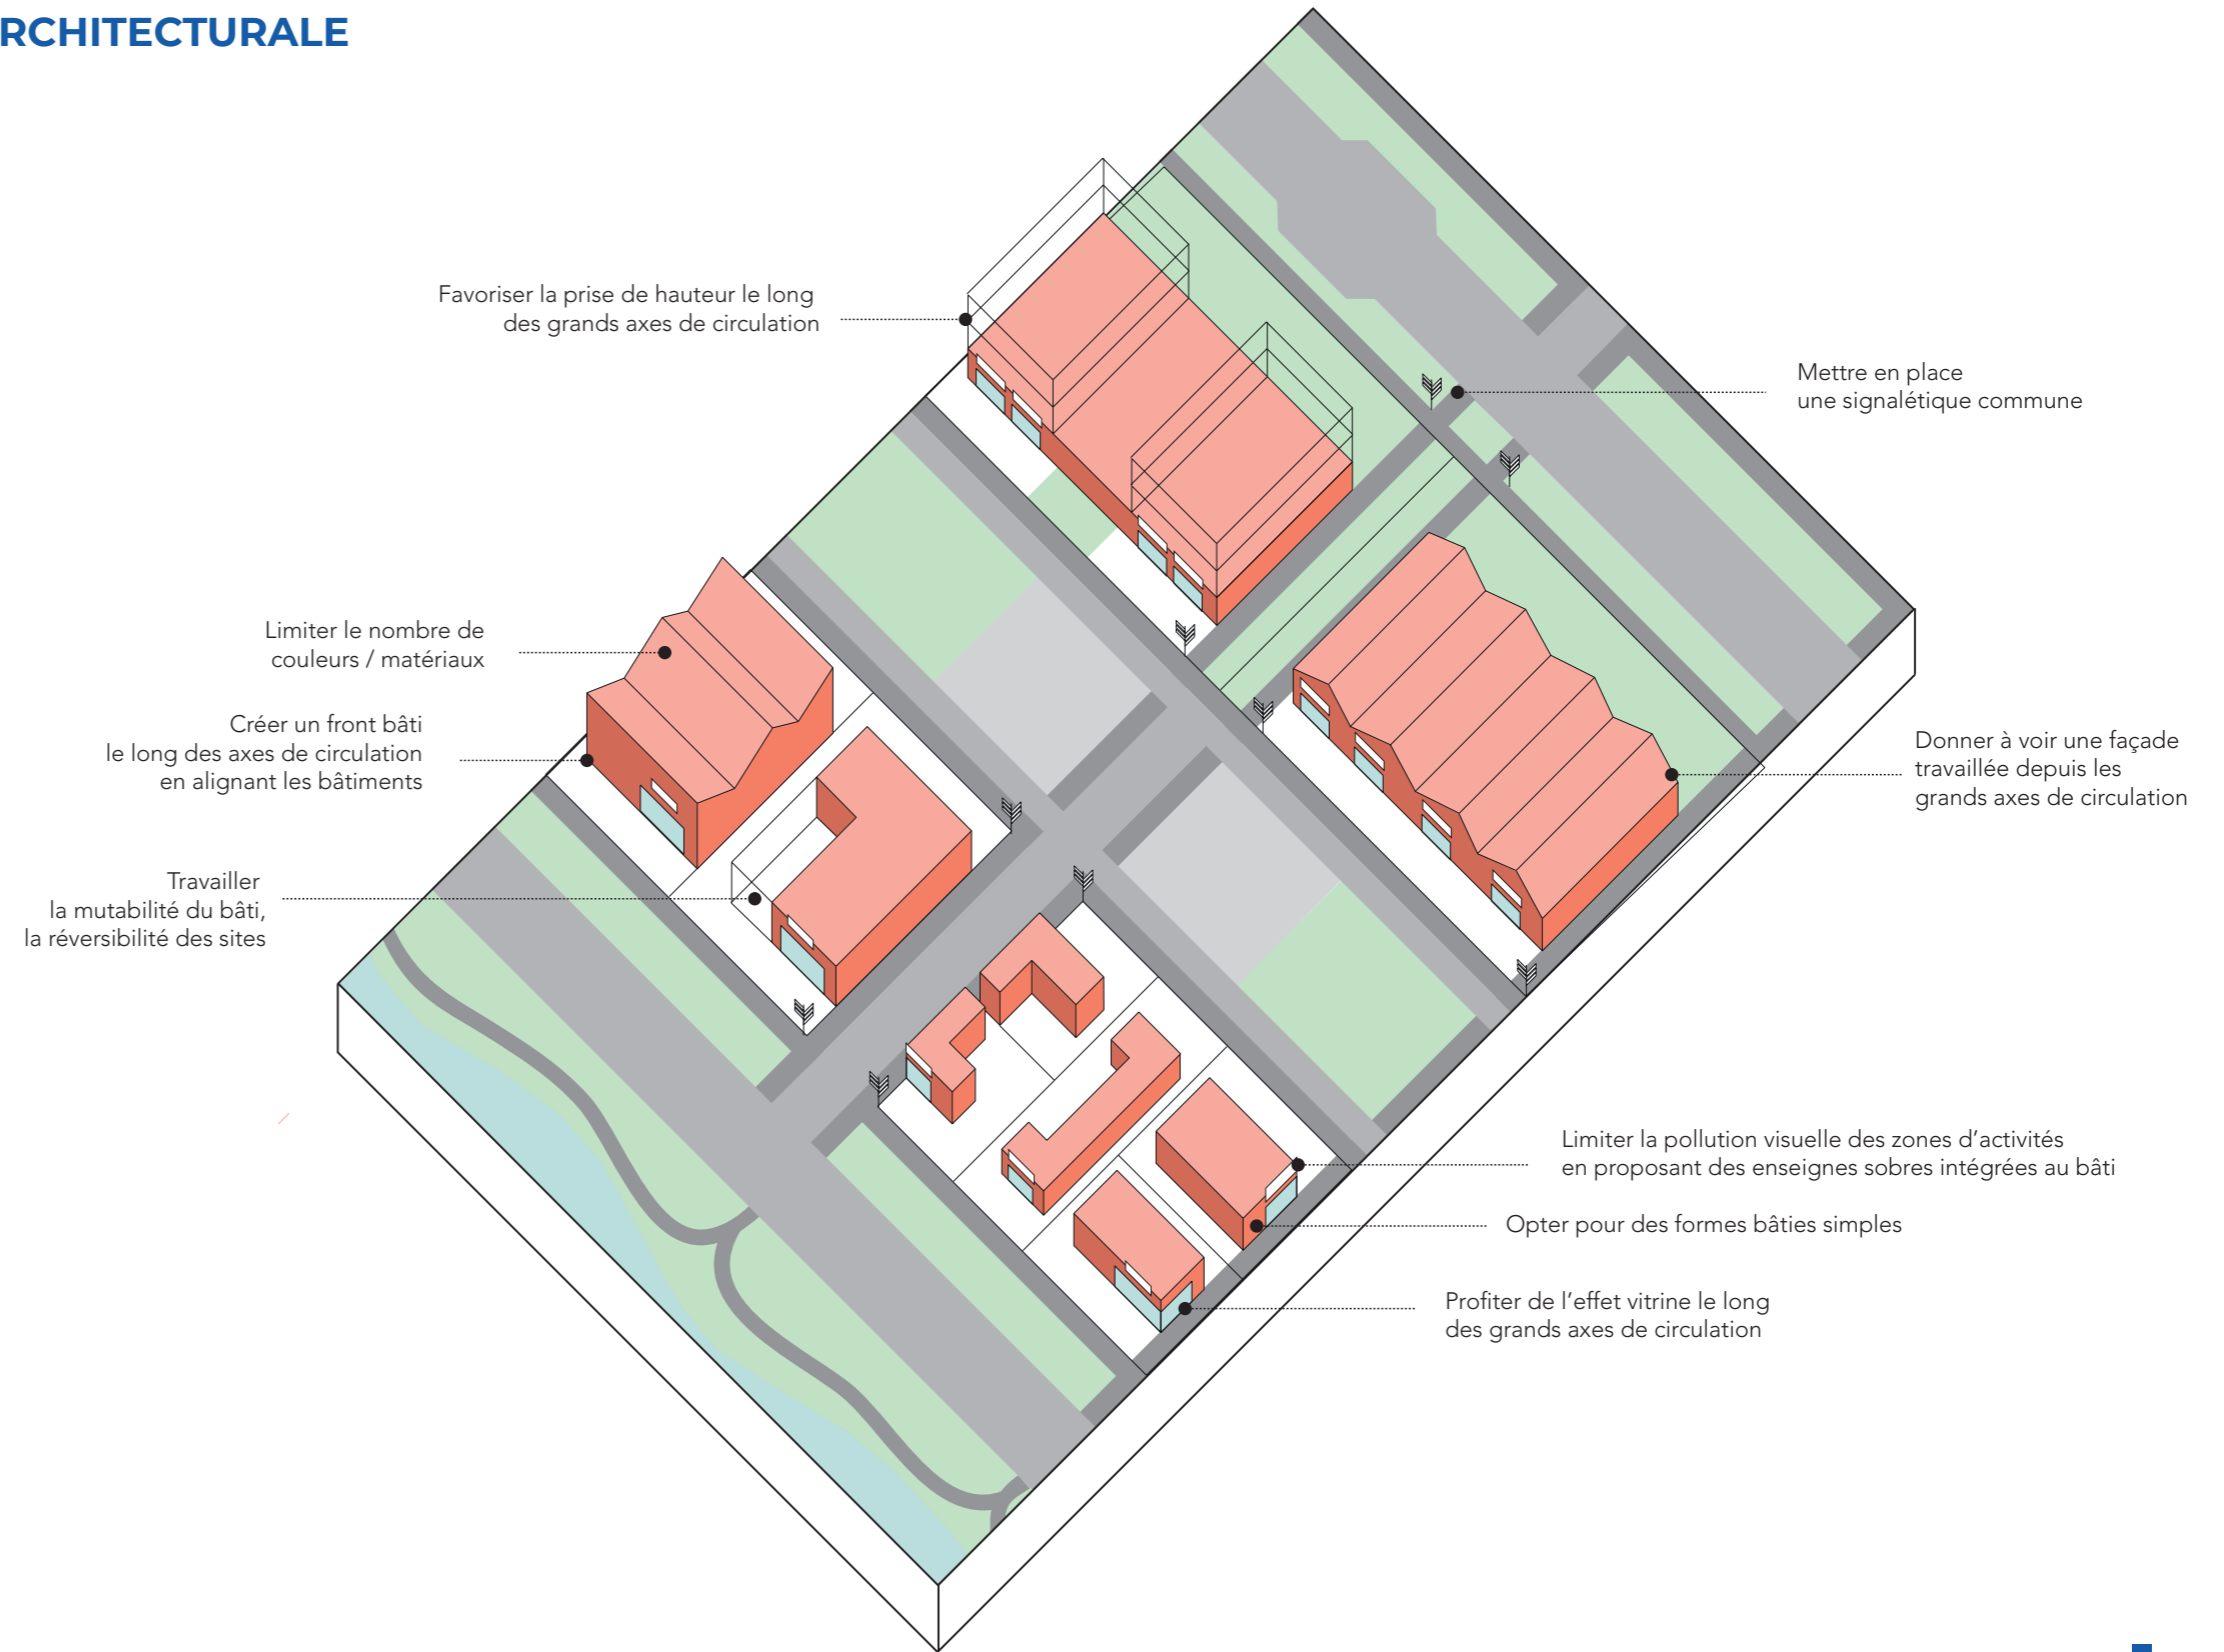 RCHITECTURALE
Favoriser la prise de hauteur le long
des grands axes de circulation
Mettre en place
une signalétique commune
Limiter le nombre de
couleurs / matériaux
Créer un front bâti
le long des axes de circulation
en alignant les bâtiments
Donner à voir une façade
travaillée depuis les
grands axes de circulation
Travailler
la mutabilité du bâti,
la réversibilité des sites
Limiter la pollution visuelle des zones d'activités
en proposant des enseignes sobres intégrées au bâti
Opter pour des formes bâties simples
Profiter de l'effet vitrine le long
des grands axes de circulation